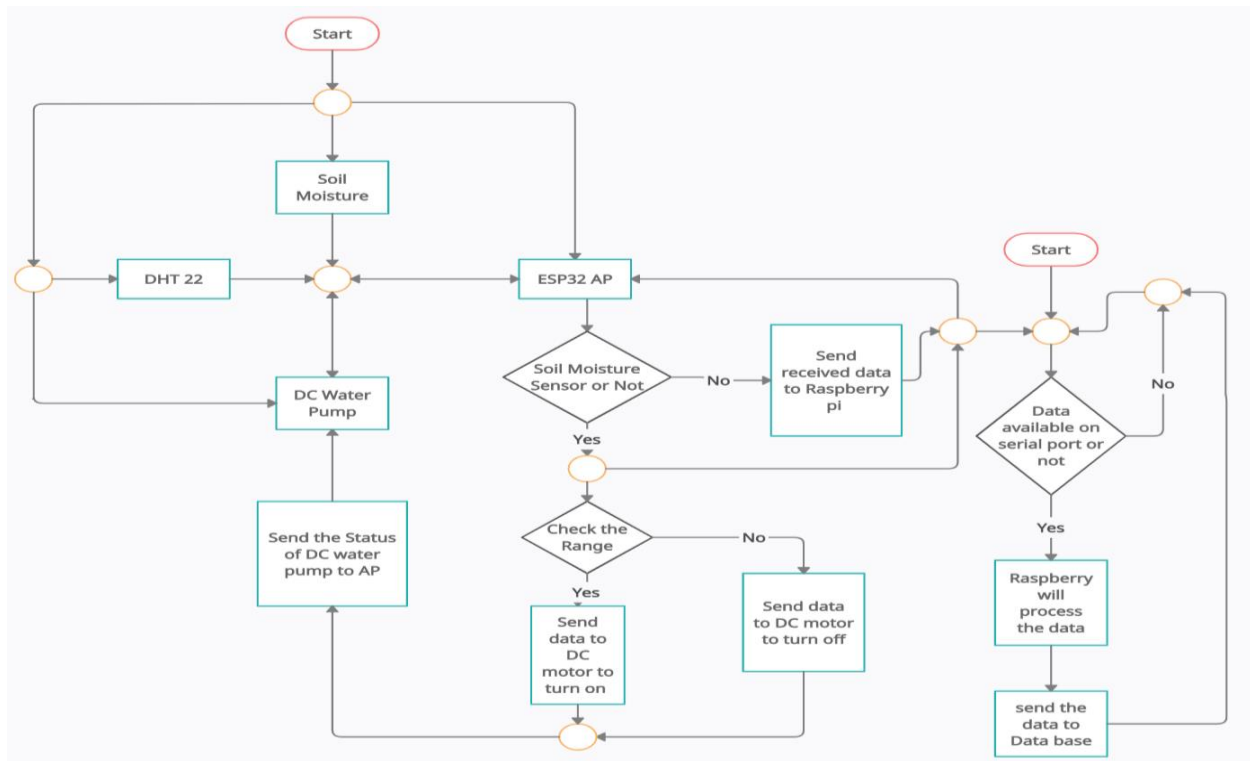 Start
Soil
Moisture
DHT 22
ESP32 AP
Start
Soil Moisture
Sensor or Not
No
Send
received data
to Raspberry
pi
No
DC Water
Pump
Data
available on
serial port or
not
Yes
Send the Status
of DC water
pump to AP
Check the
Range
No
Yes
Yes
Raspberry
will
process
the data
Send
data to
DC
motor to
turn on
Send data
to DC motor
to turn off
send the
data to
Data base